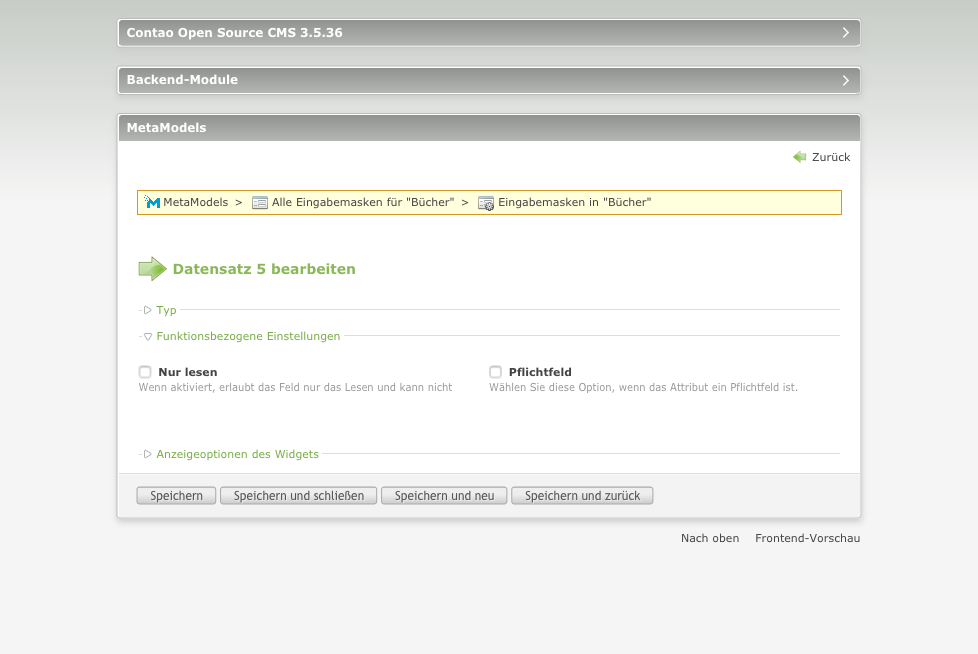 Contao Open Source CMS 3.5.36
Backend-Module
MetaModels
Zurück
MetaModels > Alle Eingabemasken für "Bücher" > Eingabemasken in "Bücher"
Datensatz 5 bearbeiten
Typ
Funktionsbezogene Einstellungen
Nur lesen Pflichtfeld
Wenn aktiviert, erlaubt das Feld nur das Lesen und kann nicht Wählen Sie diese Option, wenn das Attribut ein Pflichtfeld ist.
Anzeigeoptionen des Widgets
Speichern Speichern und schließen Speichern und neu Speichern und zurück
Nach oben Frontend-Vorschau